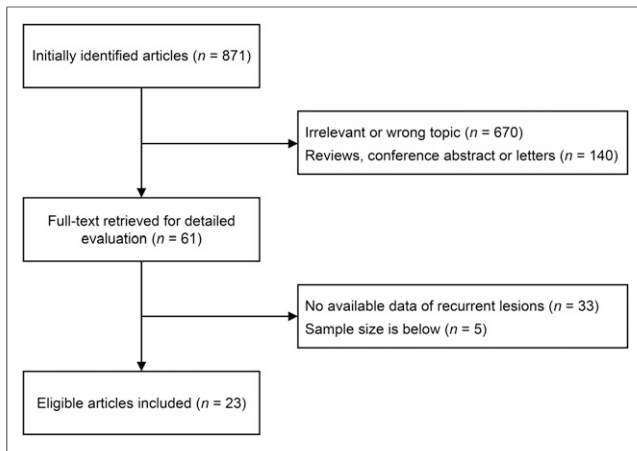 Initially identified articles (n = 871)
Irrelevant or wrong topic (n = 670)
Reviews, conference abstract or letters (n = 140)
Full-text retrieved for detailed
evaluation (n = 61)
No available data of recurrent lesions (n = 33)
Sample size is below (n = 5)
Eligible articles included (n = 23)